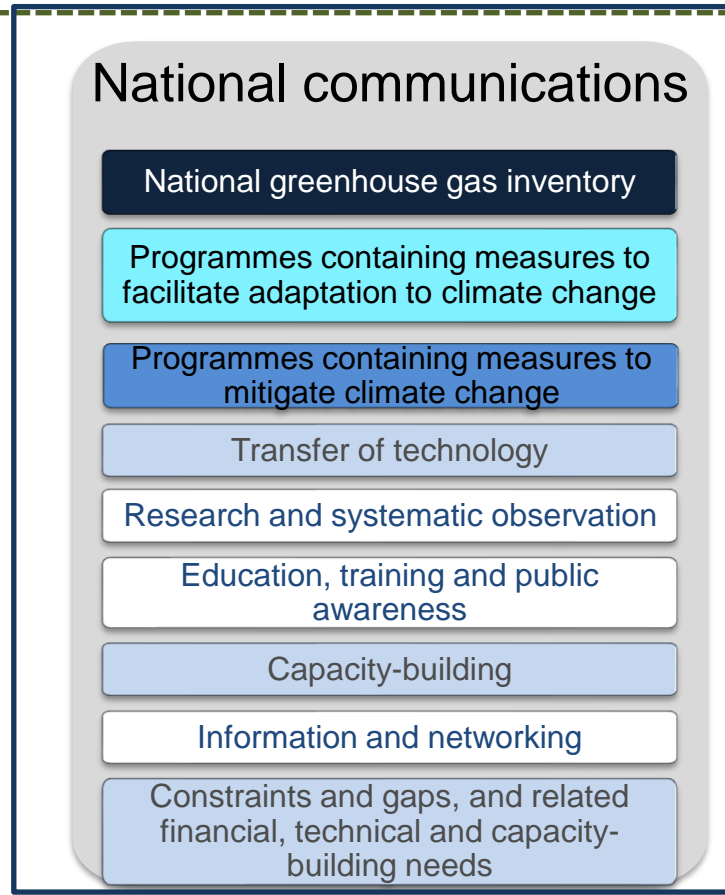 National communications
National greenhouse gas inventory
Programmes containing measures to
facilitate adaptation to climate change
Programmes containing measures to
mitigate climate change
Transfer of technology
Research and systematic observation
Education, training and public
awareness
Capacity-building
Information and networking
Constraints and gaps, and related
financial, technical and capacity-
building needs